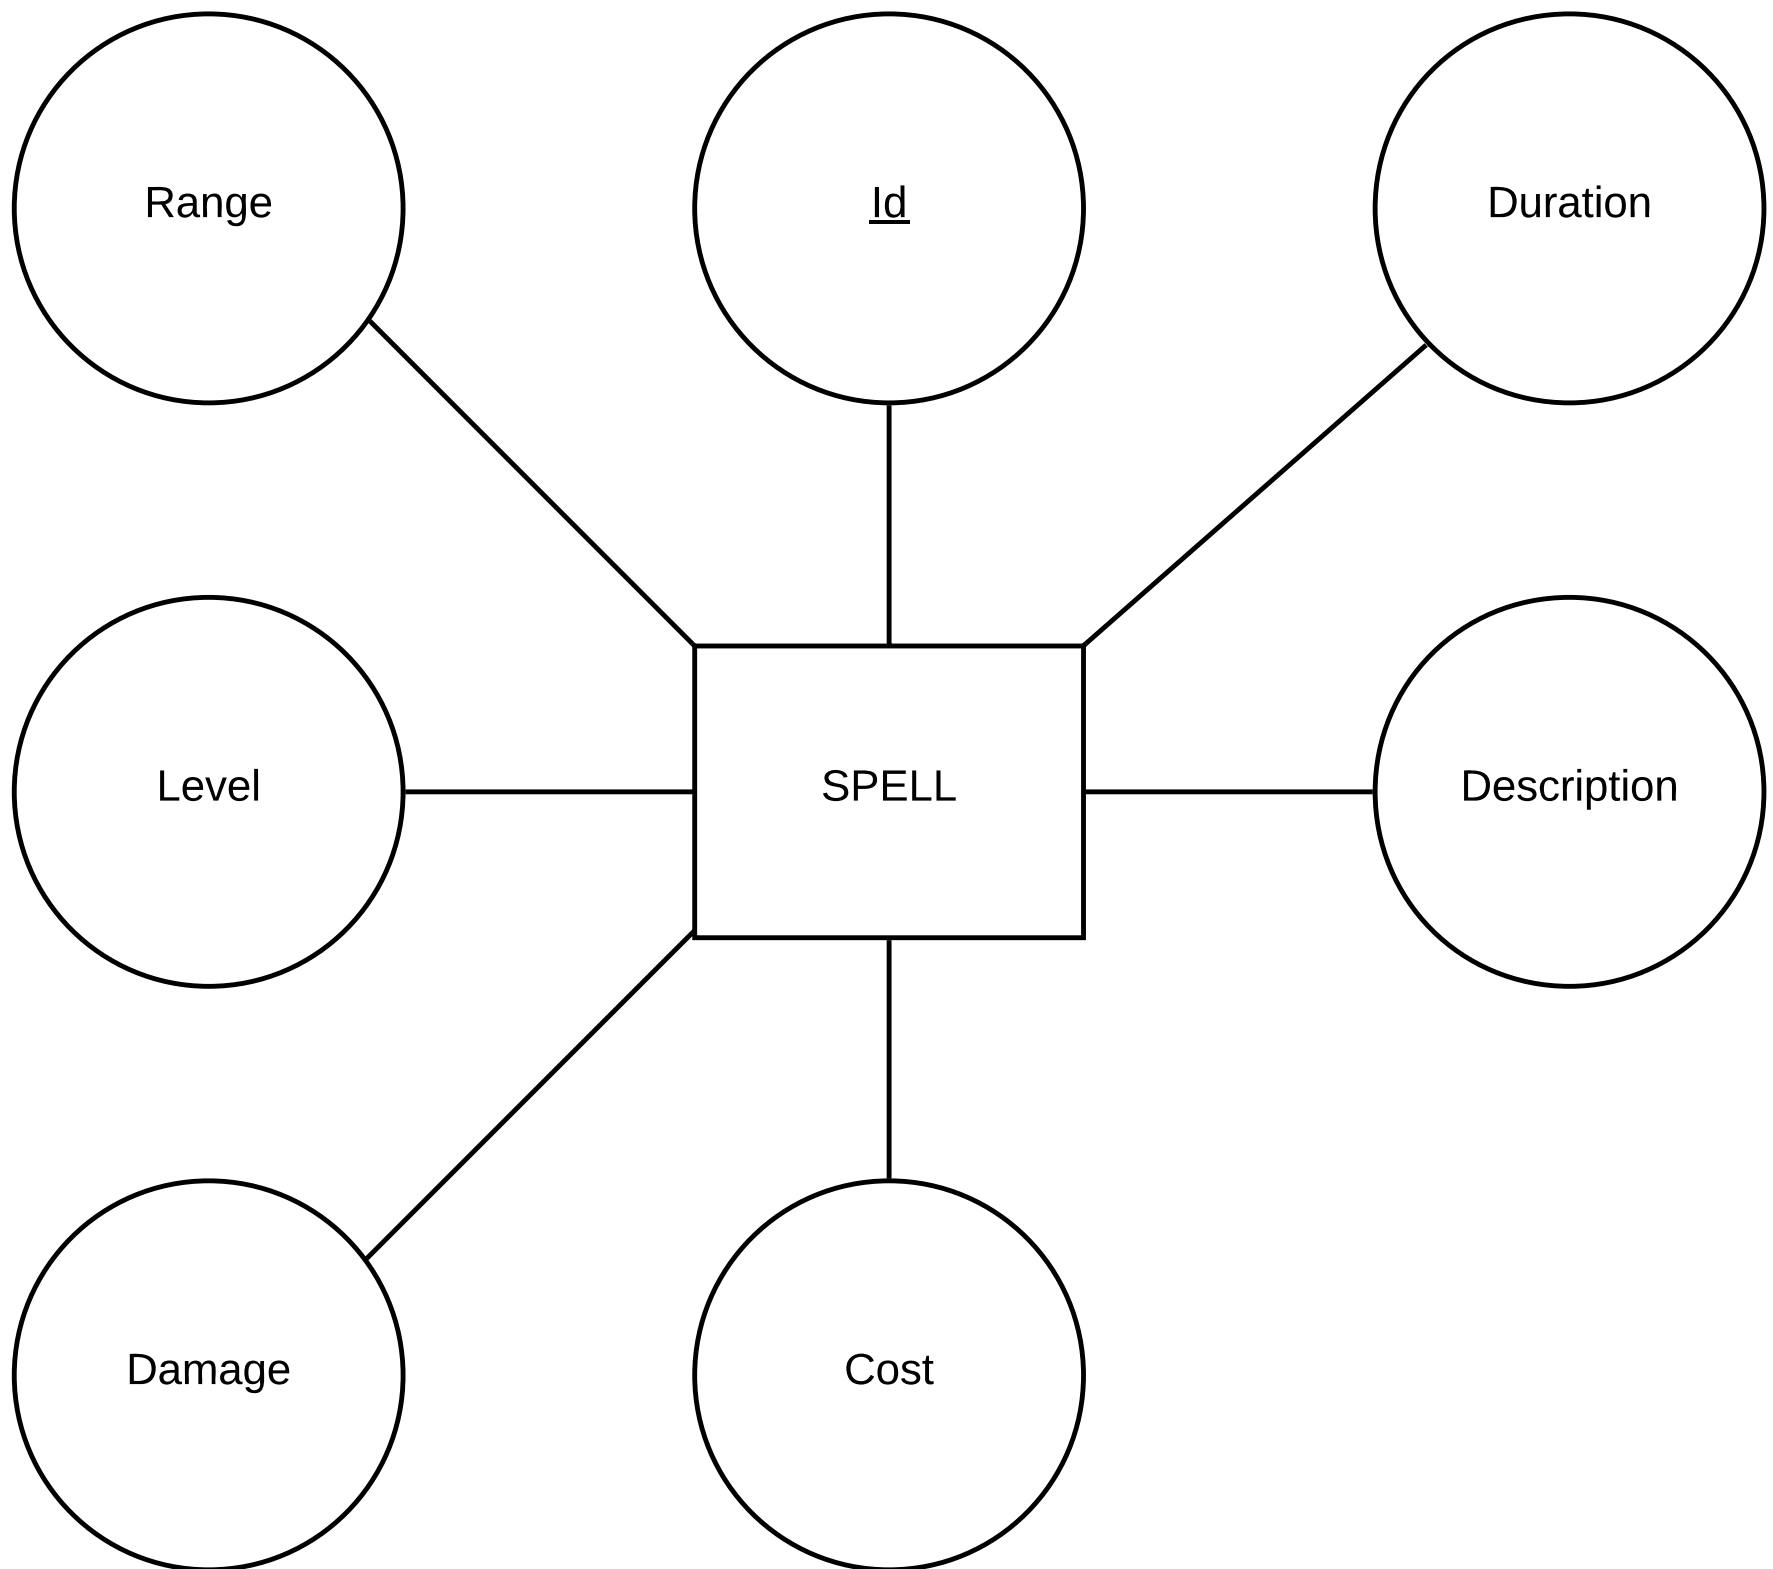 Range
Id
Duration
Level
SPELL
Description
Damage
Cost